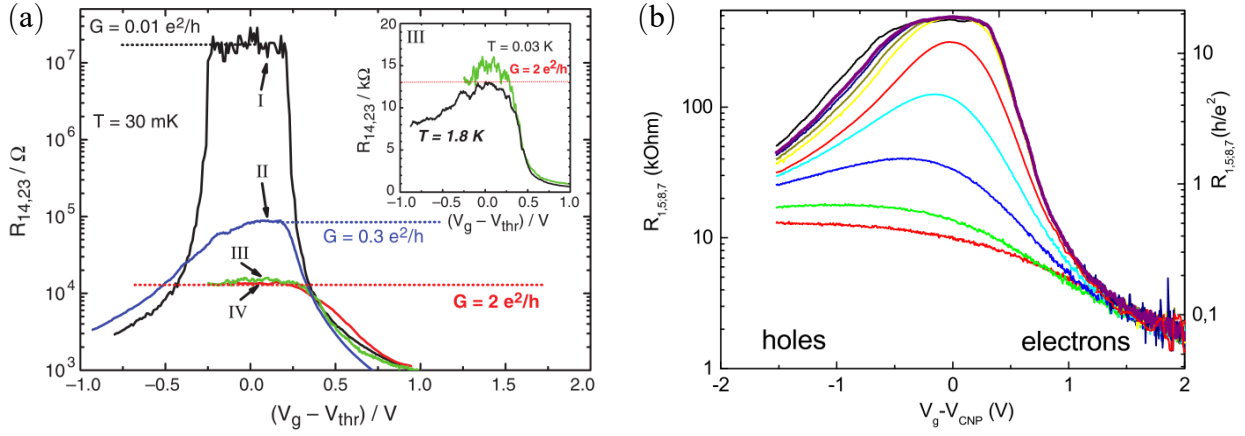 (a)
G = 0.01 e²/h
T = 30 mK
I
II
G = 0.3 e²/h
III
IV
G = 2 e²/h
R₁₄,₂₃ / Ω
10⁷
10⁶
10⁵
10⁴
10³
−1.0 −0.5 0.0 0.5 1.0 1.5 2.0
(Vg − Vthr) / V
III
T = 0.03 K
G = 2 e²/h
T = 1.8 K
R₁₄,₂₃ / kΩ
20
15
10
5
0
−1.0 −0.5 0.0 0.5 1.0
(Vg − Vthr) / V
(b)
R₁,₅:₈,₇ (kOhm)
100
10
1
holes
electrons
-2 -1 0 1 2
Vg-VCNP (V)
10
1
0,1
R₁,₅:₈,₇ (h/e²)